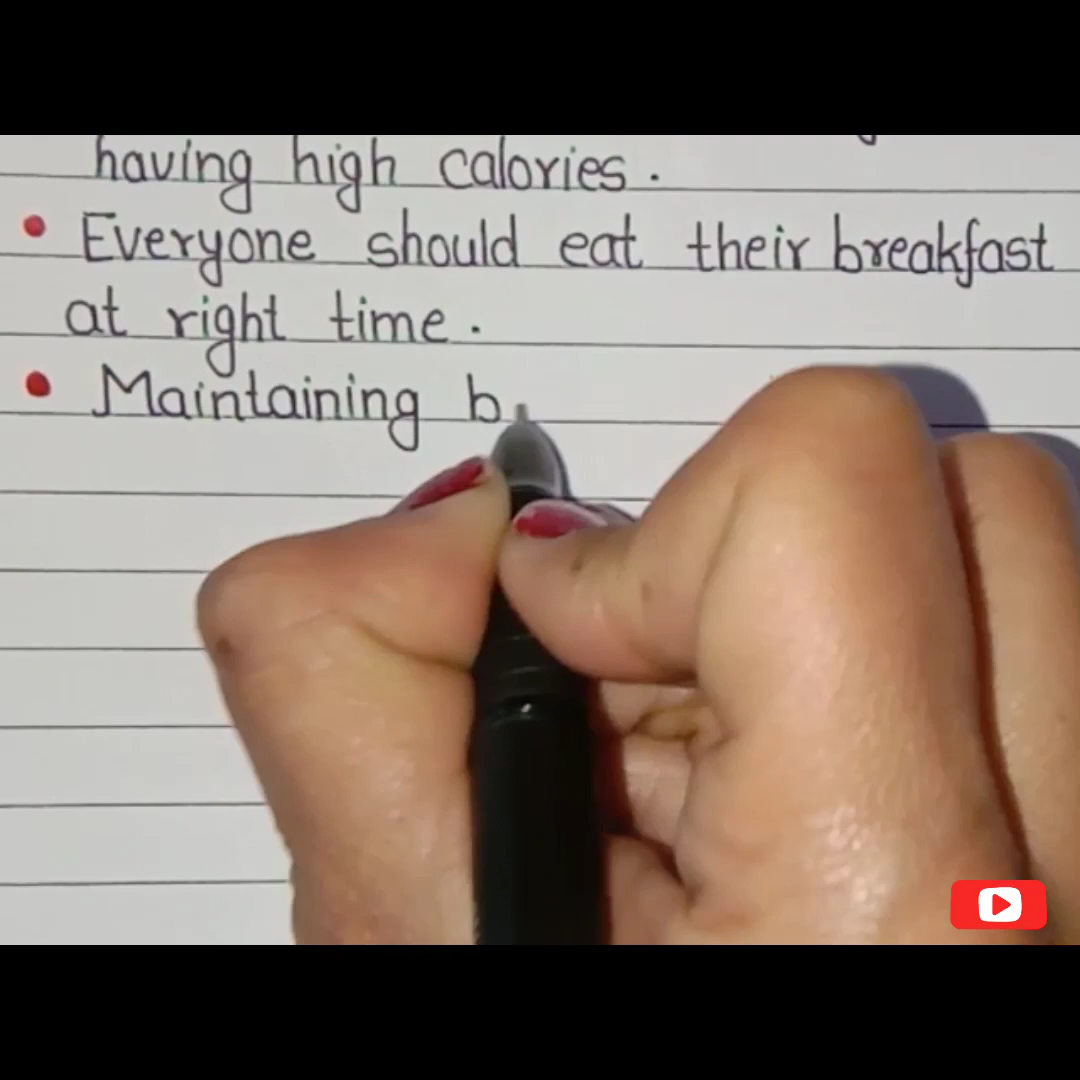 having high calories.
• Everyone should eat their breakfast
at right time.
• Maintaining b